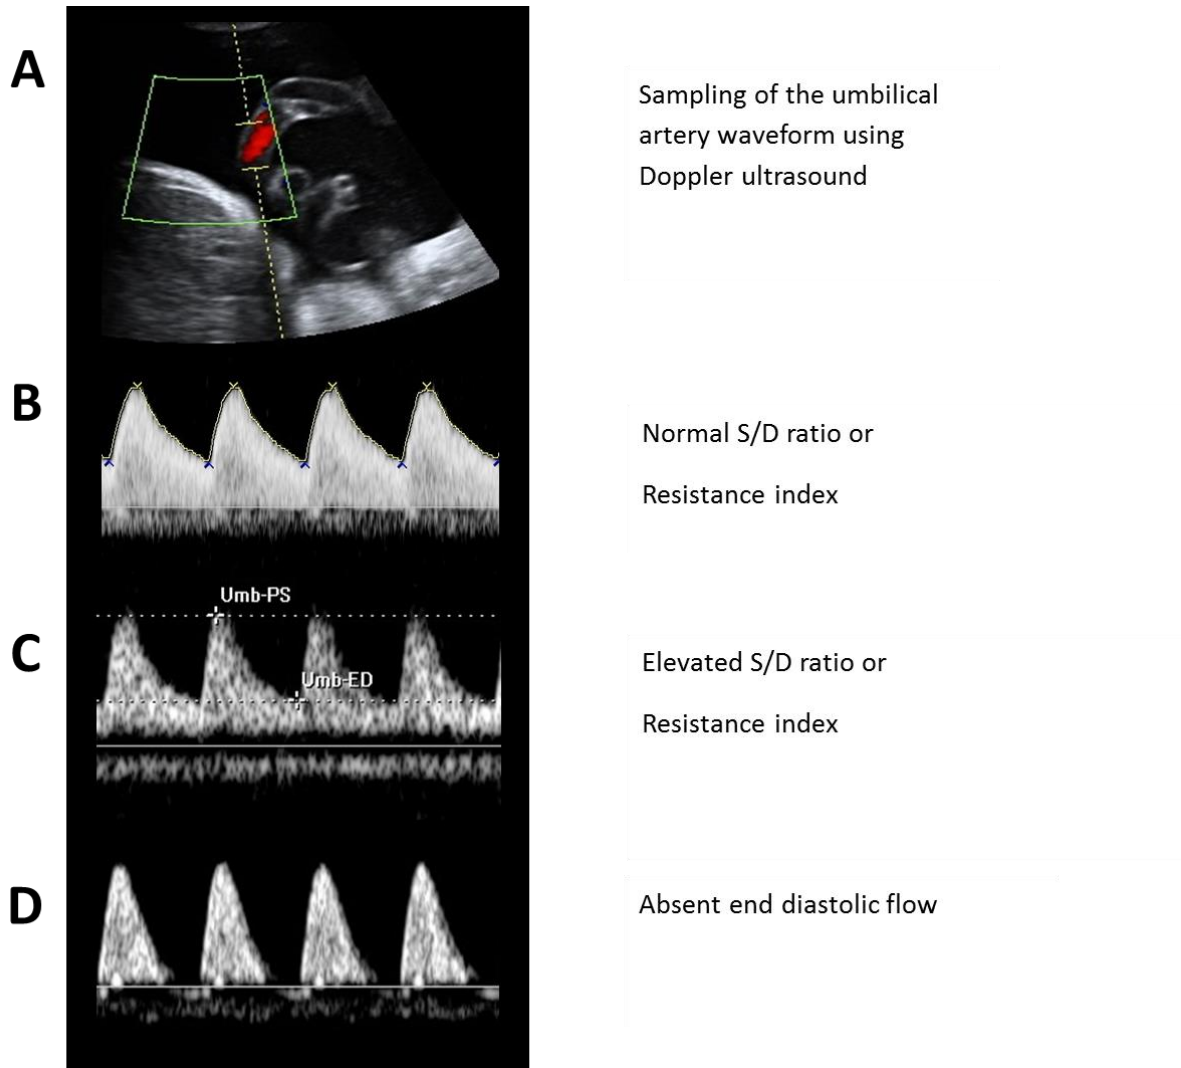 A
Sampling of the umbilical
artery waveform using
Doppler ultrasound
B
Normal S/D ratio or
Resistance index
Umb-PS
C
Umb-ED
Elevated S/D ratio or
Resistance index
D
Absent end diastolic flow